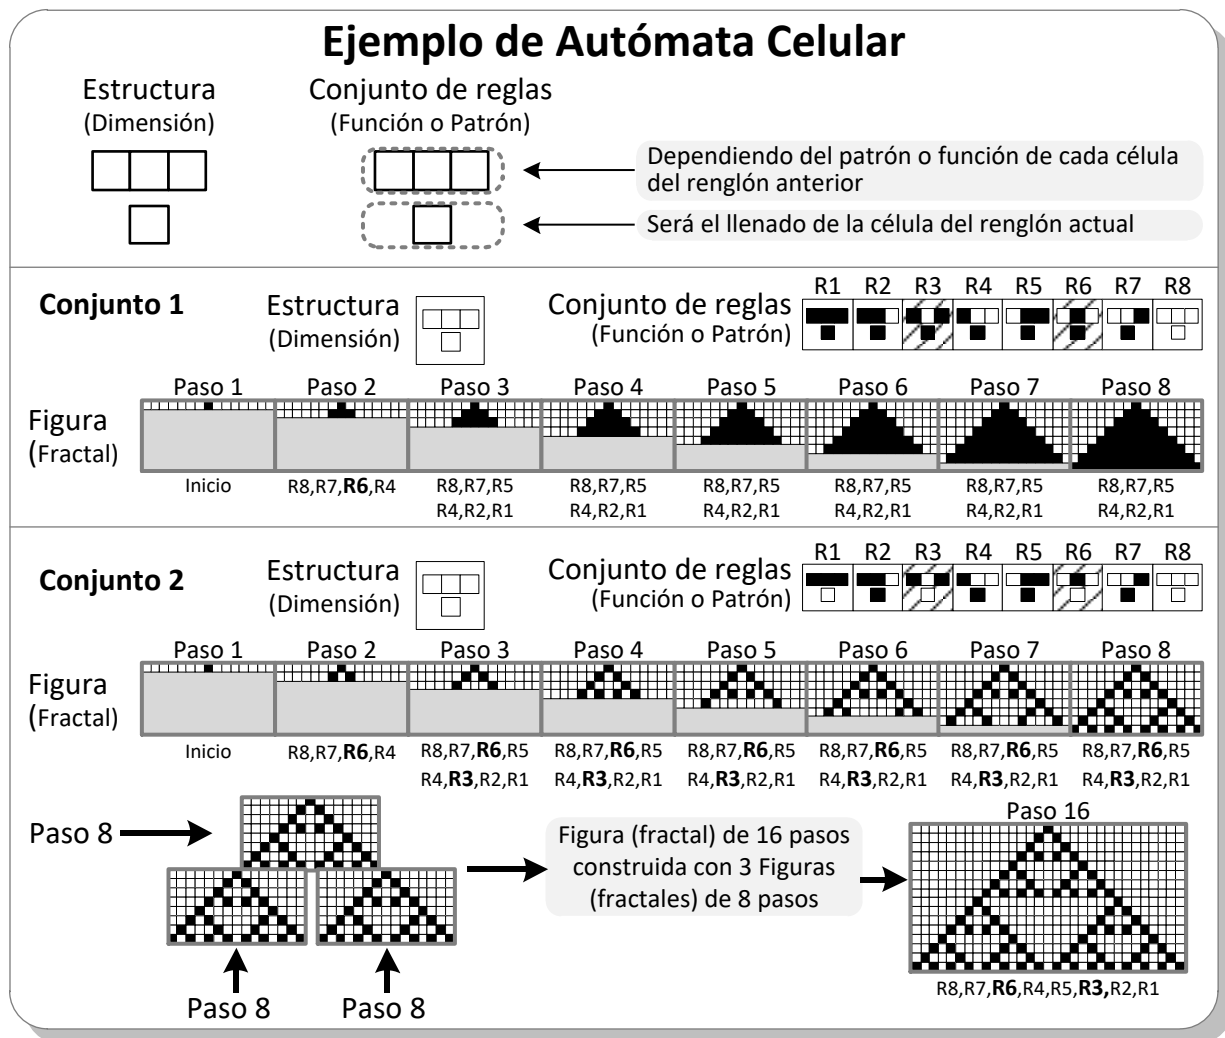 Ejemplo de Autómata Celular
Estructura
(Dimensión)
Conjunto de reglas
(Función o Patrón)
Dependiendo del patrón o función de cada célula
del renglón anterior
Será el llenado de la célula del renglón actual
Conjunto 1
Estructura
(Dimensión)
Conjunto de reglas
(Función o Patrón)
R1 R2 R3 R4 R5 R6 R7 R8
Paso 1 Paso 2 Paso 3 Paso 4 Paso 5 Paso 6 Paso 7 Paso 8
Figura
(Fractal)
Inicio R8,R7,R6,R4 R8,R7,R5 R8,R7,R5 R8,R7,R5 R8,R7,R5 R8,R7,R5 R8,R7,R5
R4,R2,R1 R4,R2,R1 R4,R2,R1 R4,R2,R1 R4,R2,R1 R4,R2,R1
Conjunto 2
Estructura
(Dimensión)
Conjunto de reglas
(Función o Patrón)
R1 R2 R3 R4 R5 R6 R7 R8
Paso 1 Paso 2 Paso 3 Paso 4 Paso 5 Paso 6 Paso 7 Paso 8
Figura
(Fractal)
Inicio R8,R7,R6,R4 R8,R7,R6,R5 R8,R7,R6,R5 R8,R7,R6,R5 R8,R7,R6,R5 R8,R7,R6,R5 R8,R7,R6,R5
R4,R3,R2,R1 R4,R3,R2,R1 R4,R3,R2,R1 R4,R3,R2,R1 R4,R3,R2,R1 R4,R3,R2,R1
Paso 8
Figura (fractal) de 16 pasos
construida con 3 Figuras
(fractales) de 8 pasos
Paso 16
R8,R7,R6,R4,R5,R3,R2,R1
Paso 8 Paso 8